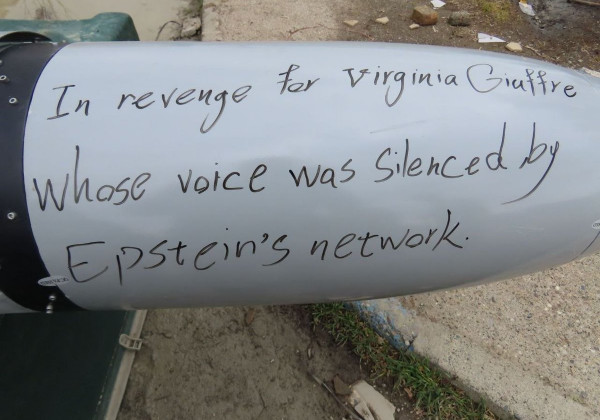 In revenge for Virginia Giuffre
whose voice was silenced by
Epstein's network.